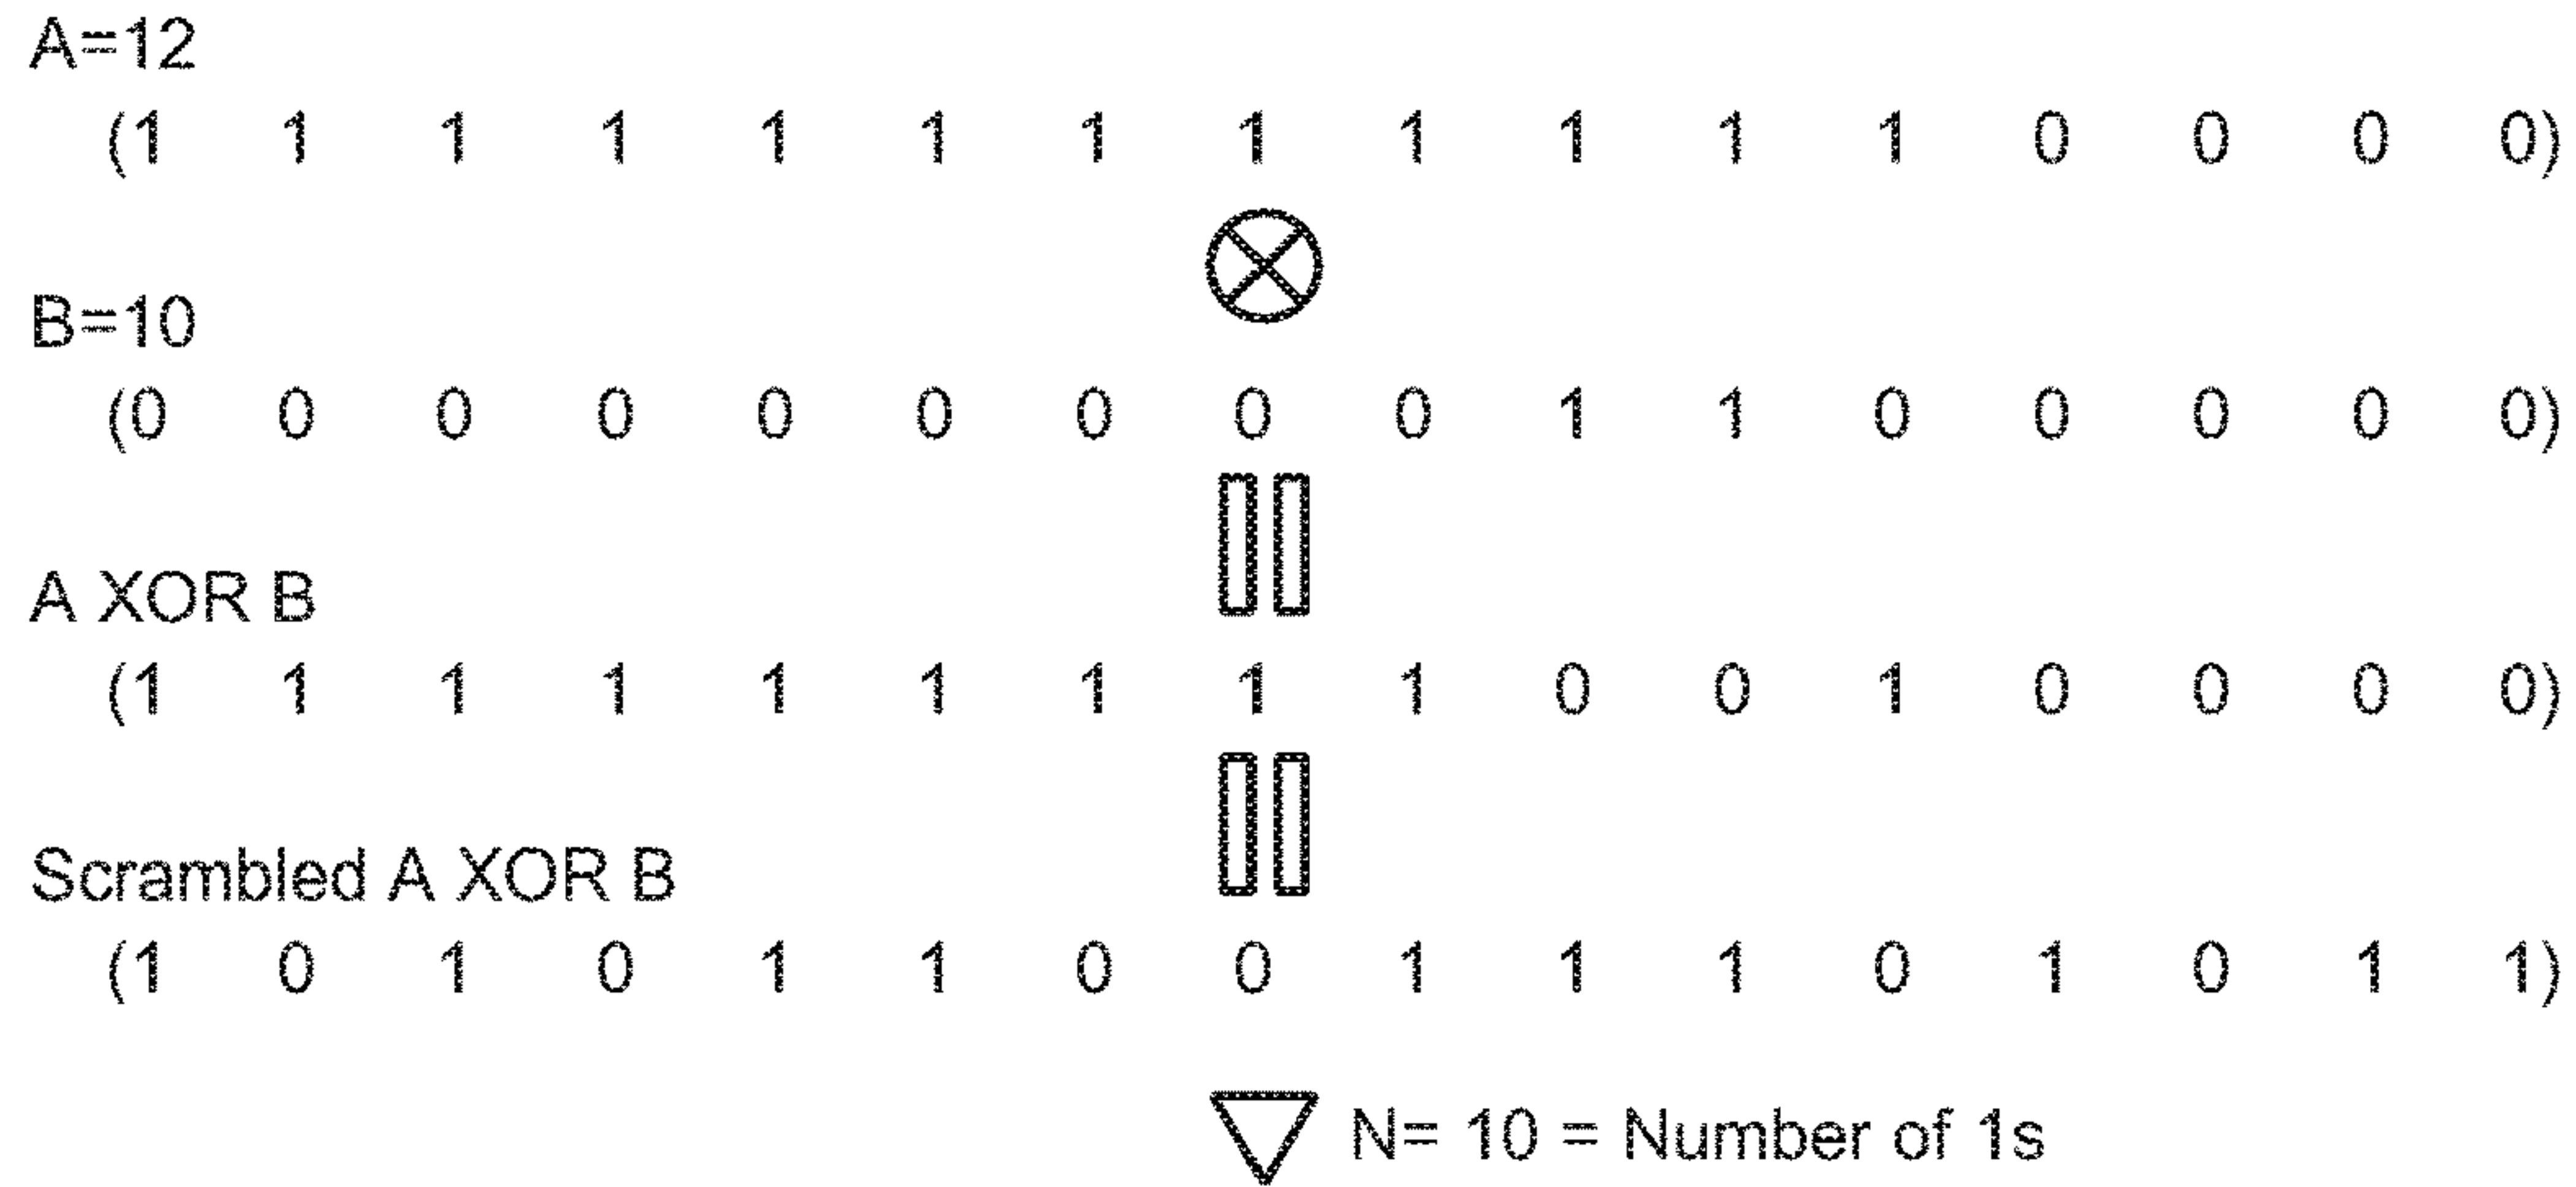 A=12
(1 1 1 1 1 1 1 1 1 1 1 1 0 0 0 0)
B=10
(0 0 0 0 0 0 0 0 0 1 1 0 0 0 0 0)
A XOR B
(1 1 1 1 1 1 1 1 1 0 0 1 0 0 0 0)
Scrambled A XOR B
(1 0 1 0 1 1 0 0 1 1 1 0 1 0 1 1)
N= 10 = Number of 1s